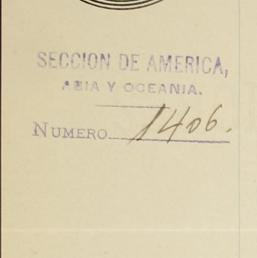 SECCION DE AMERICA,
ASIA Y OCEANIA.
NUMERO 1406.